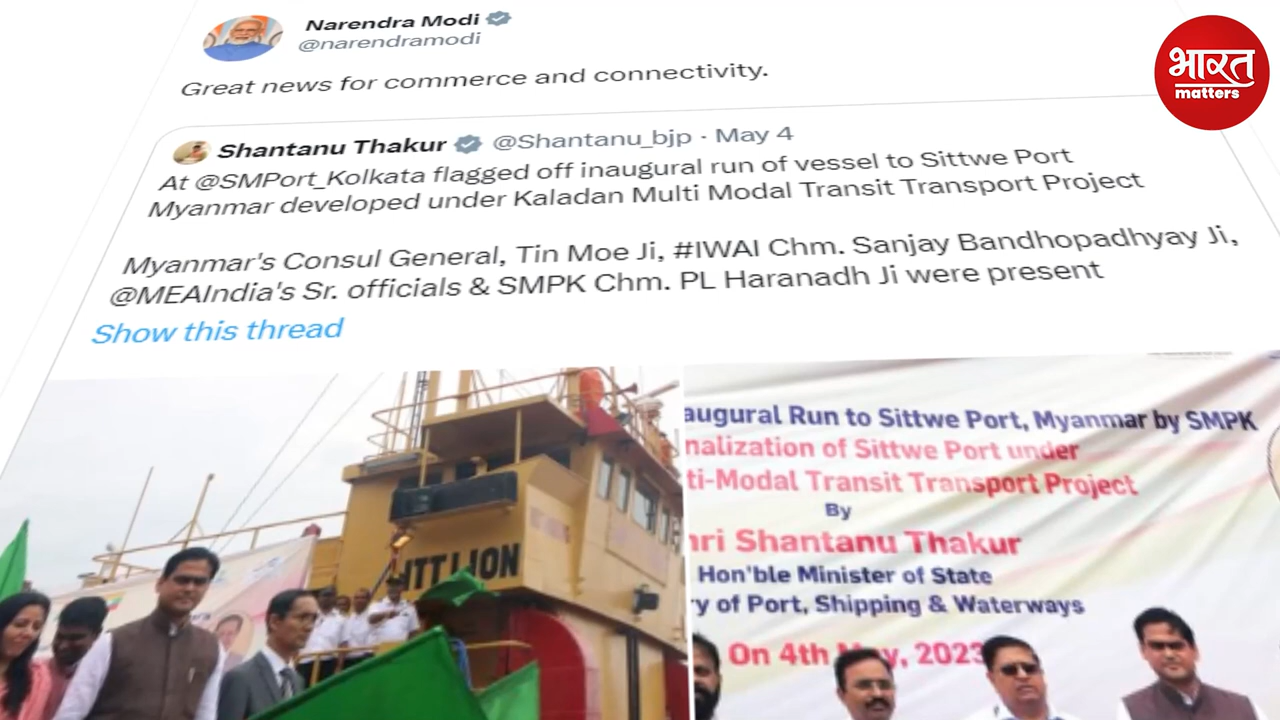 Narendra Modi
@narendramodi
भारत
matters
Great news for commerce and connectivity.
Shantanu Thakur @Shantanu_bjp · May 4
At @SMPort_Kolkata flagged off inaugural run of vessel to Sittwe Port
Myanmar developed under Kaladan Multi Modal Transit Transport Project
Myanmar's Consul General, Tin Moe Ji, #IWAI Chm. Sanjay Bandhopadhyay Ji,
@MEAIndia's Sr. officials & SMPK Chm. PL Haranadh Ji were present
Show this thread
ITT LION
augural Run to Sittwe Port, Myanmar by SMPK
nalization of Sittwe Port under
ti-Modal Transit Transport Project
By
hri Shantanu Thakur
Hon'ble Minister of State
y of Port, Shipping & Waterways
On 4th May, 2023